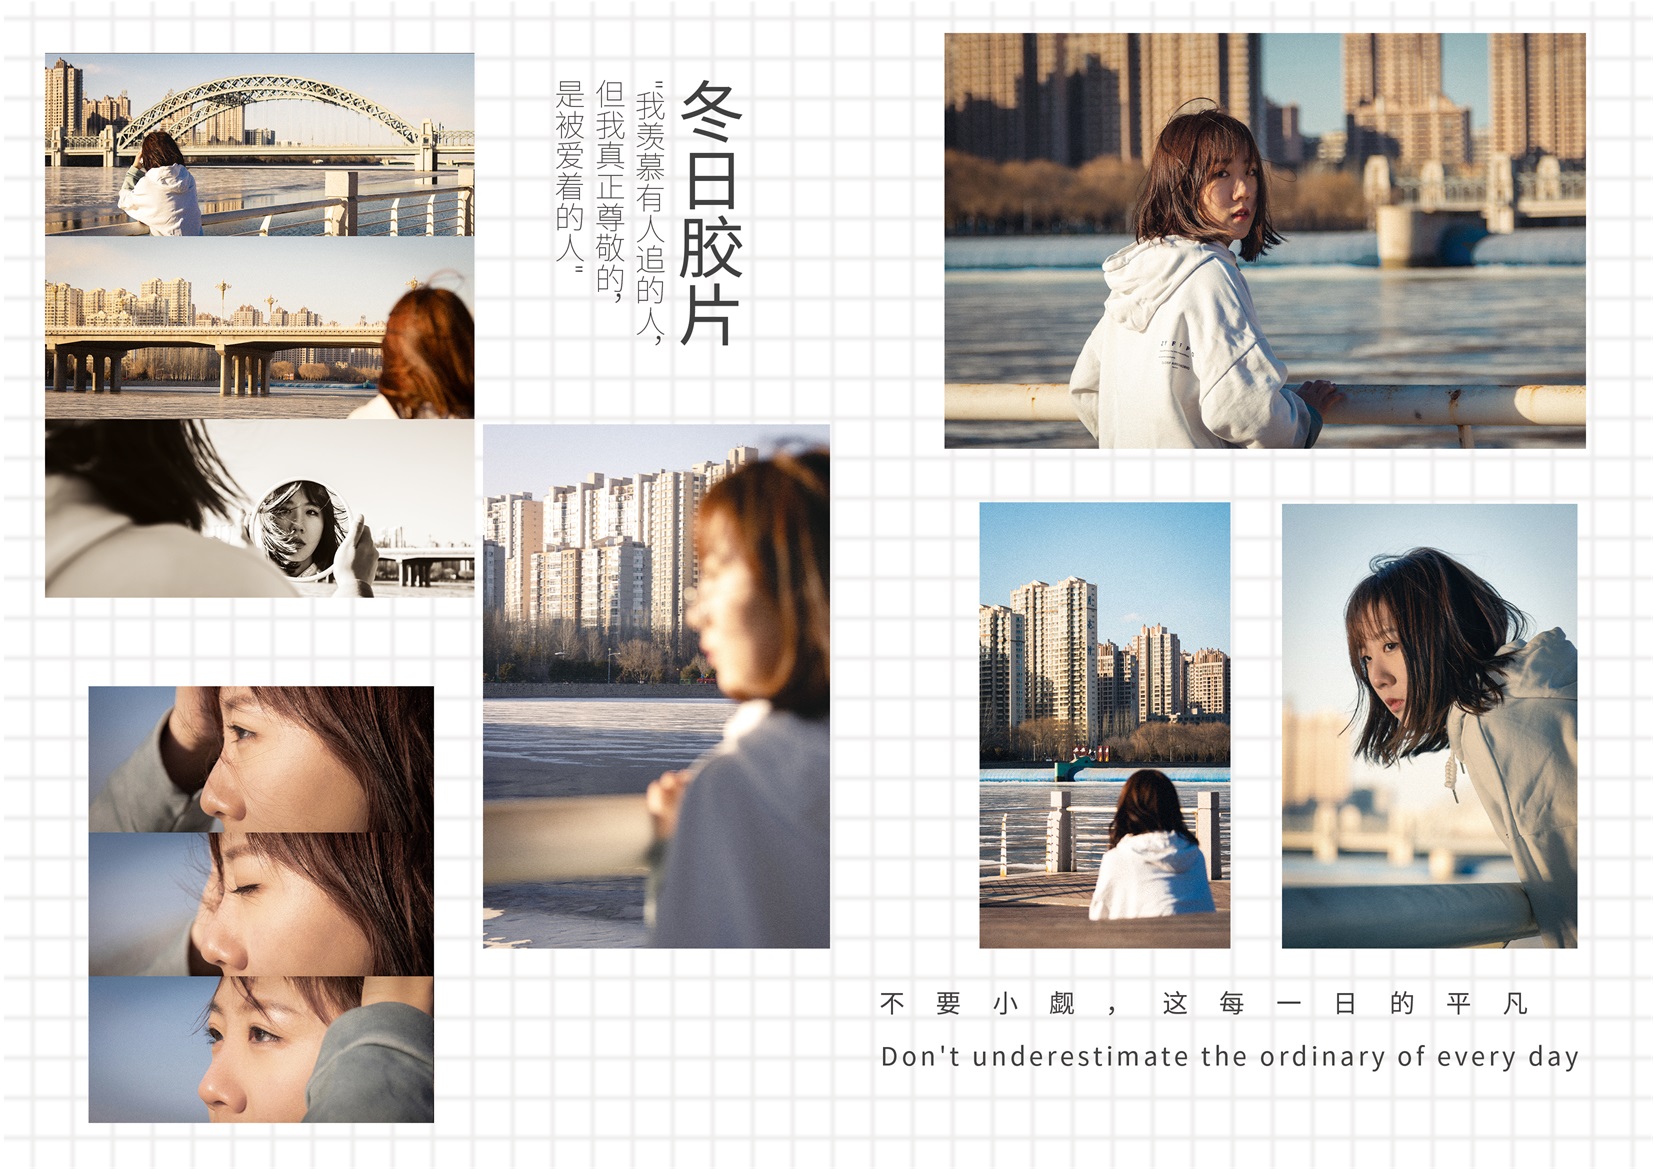 冬日胶片
"我羡慕有人追的人，
但我真正尊敬的，
是被爱着的人。"
不要小觑，这每一日的平凡
Don't underestimate the ordinary of every day